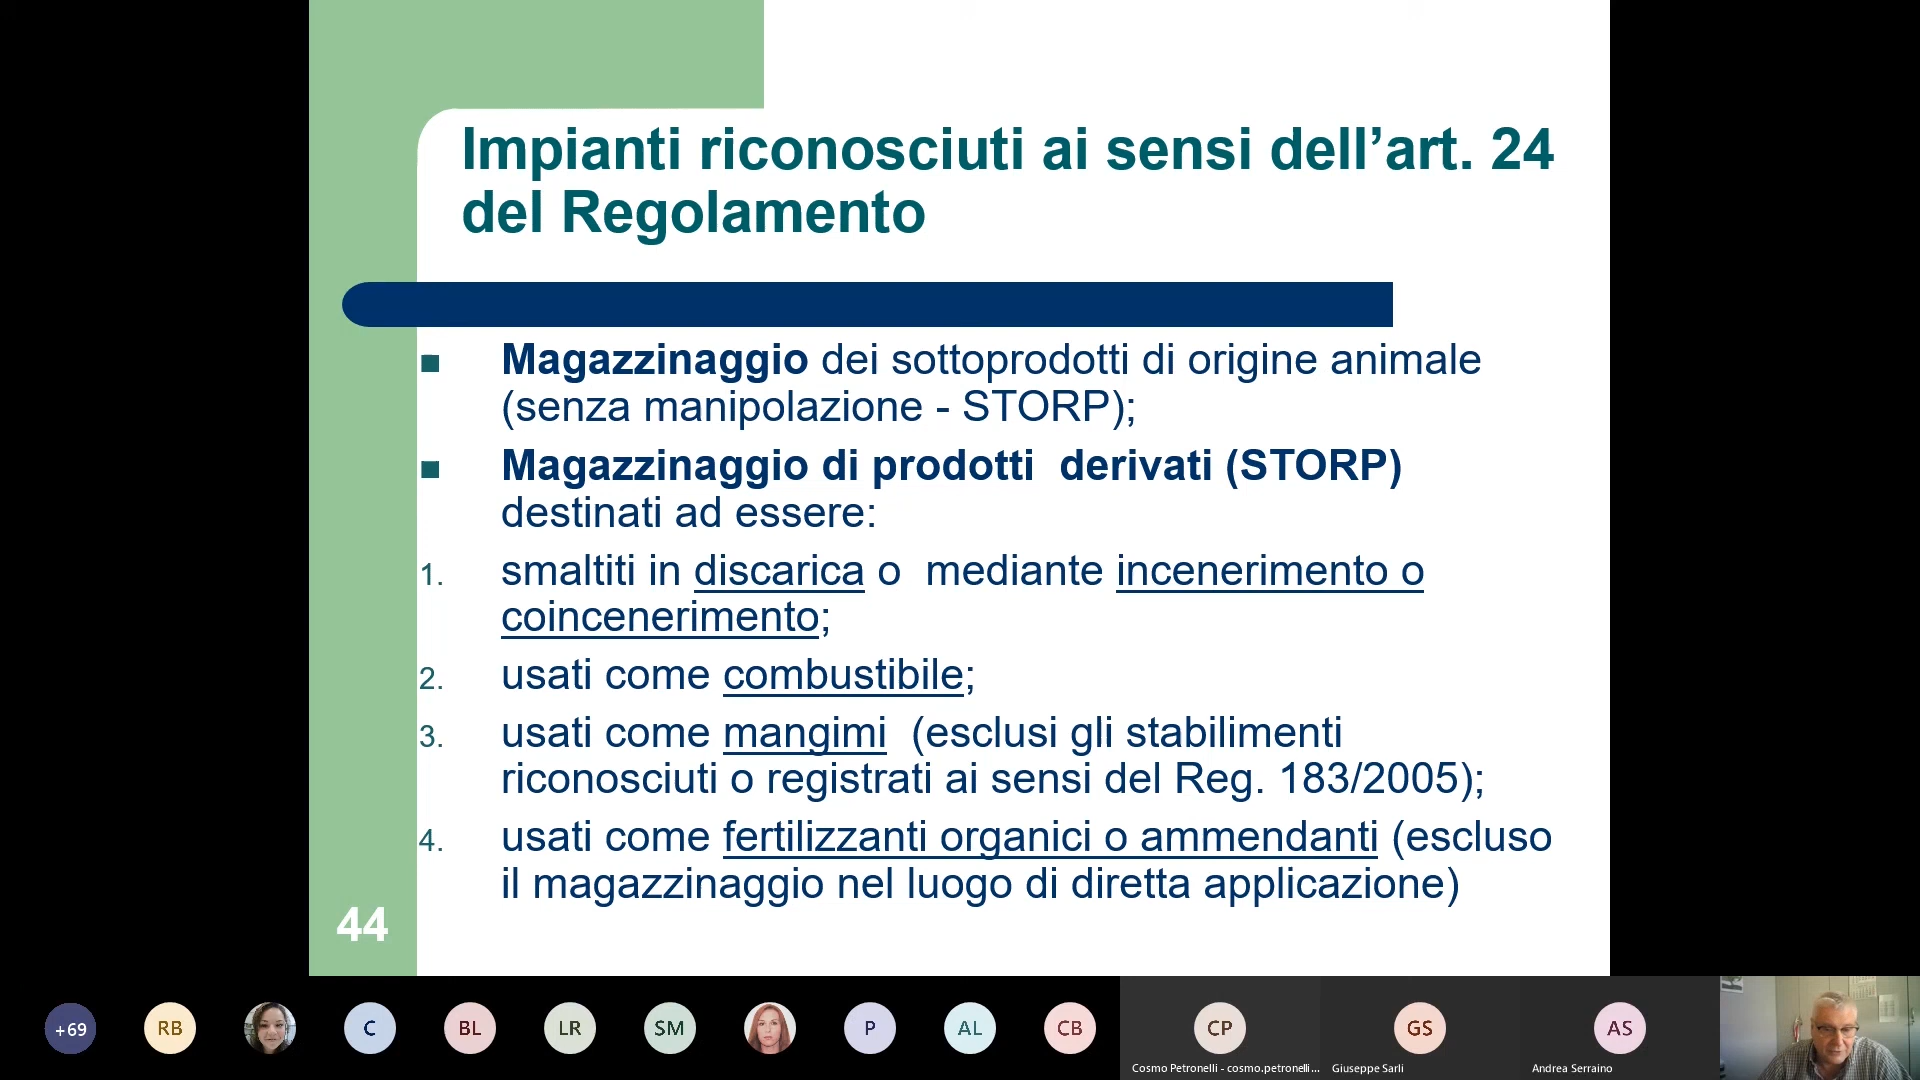 Impianti riconosciuti ai sensi dell’art. 24
del Regolamento
■ Magazzinaggio dei sottoprodotti di origine animale
(senza manipolazione - STORP);
■ Magazzinaggio di prodotti  derivati (STORP)
destinati ad essere:
1. smaltiti in discarica o  mediante incenerimento o
coincenerimento;
2. usati come combustibile;
3. usati come mangimi  (esclusi gli stabilimenti
riconosciuti o registrati ai sensi del Reg. 183/2005);
4. usati come fertilizzanti organici o ammendanti (escluso
il magazzinaggio nel luogo di diretta applicazione)
44
+69 RB C BL LR SM P AL CB CP GS AS
Cosmo Petronelli - cosmo.petronelli... Giuseppe Sarli Andrea Serraino